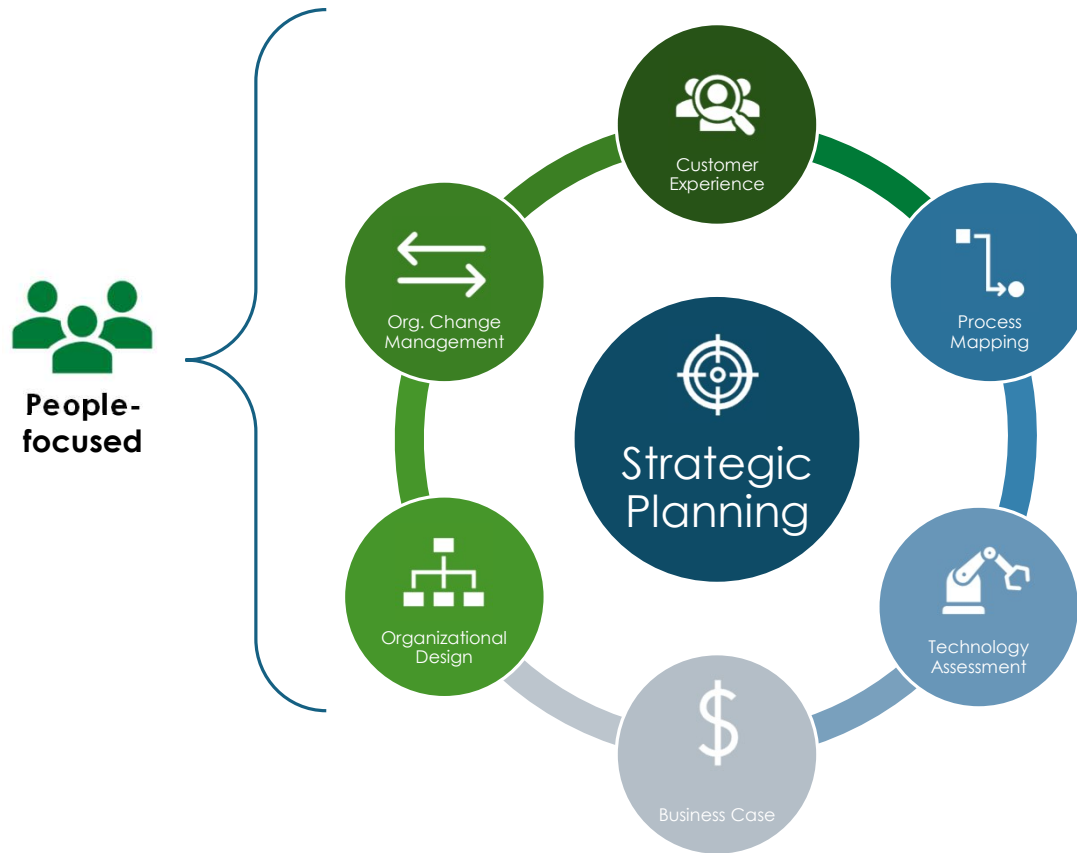 Customer
Experience
Org. Change
Management
Process
Mapping
People-
focused
Strategic
Planning
Organizational
Design
Technology
Assessment
Business Case